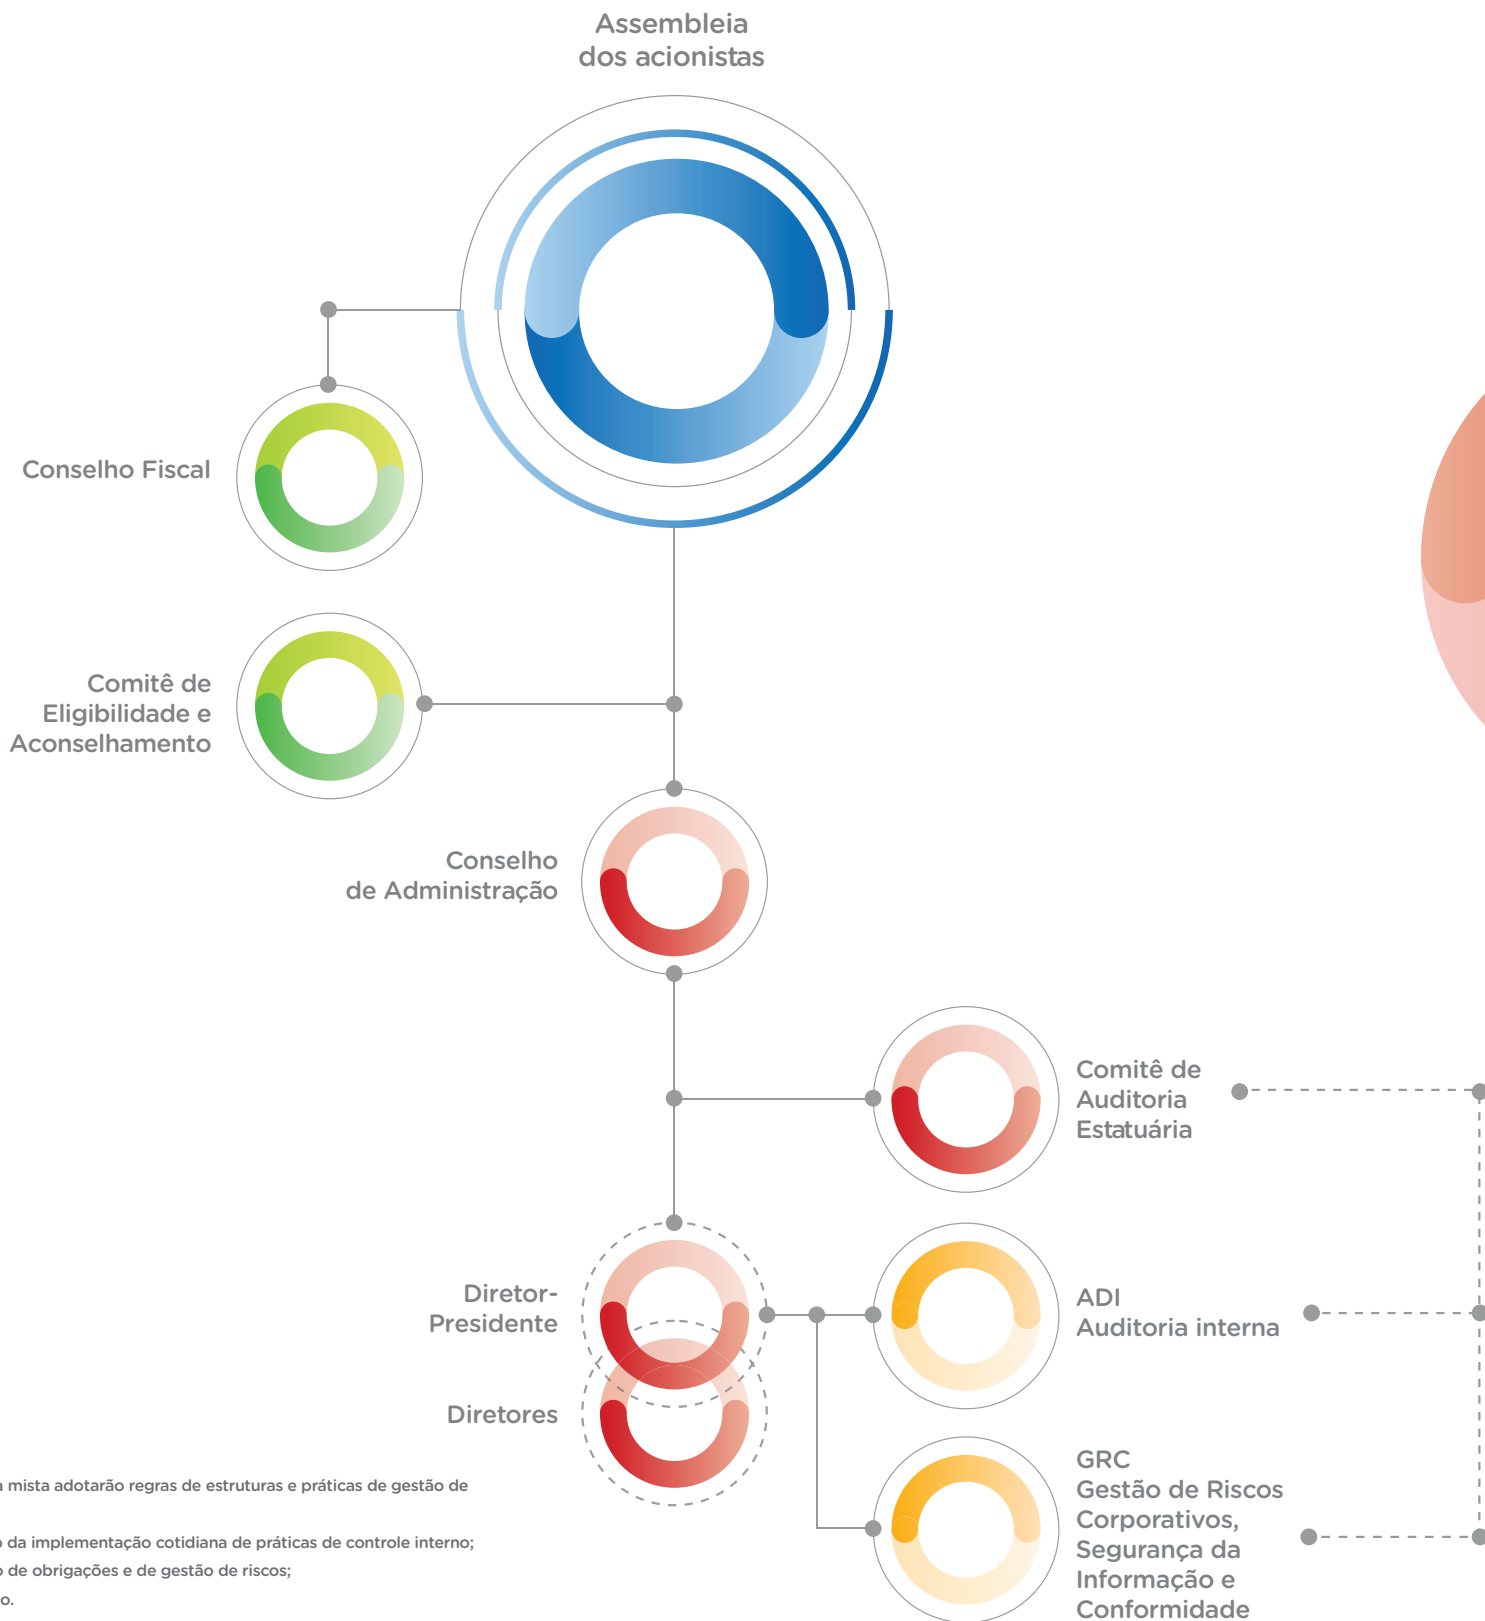 Assembleia
dos acionistas
Conselho Fiscal
Comitê de
Eligibilidade e
Aconselhamento
Conselho
de Administração
Comitê de
Auditoria
Estatuária
Diretor-
Presidente
ADI
Auditoria interna
Diretores
GRC
Gestão de Riscos
Corporativos,
Segurança da
Informação e
Conformidade
mista adotarão regras de estruturas e práticas de gestão de
da implementação cotidiana de práticas de controle interno;
de obrigações e de gestão de riscos;